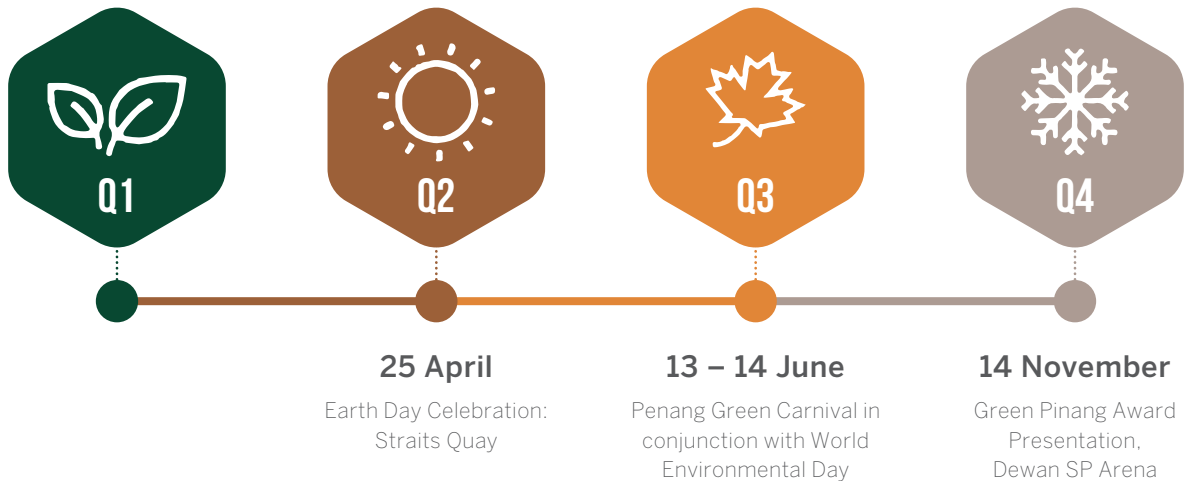 Q1
Q2
Q3
Q4
25 April
Earth Day Celebration:
Straits Quay
13 – 14 June
Penang Green Carnival in
conjunction with World
Environmental Day
14 November
Green Pinang Award
Presentation,
Dewan SP Arena